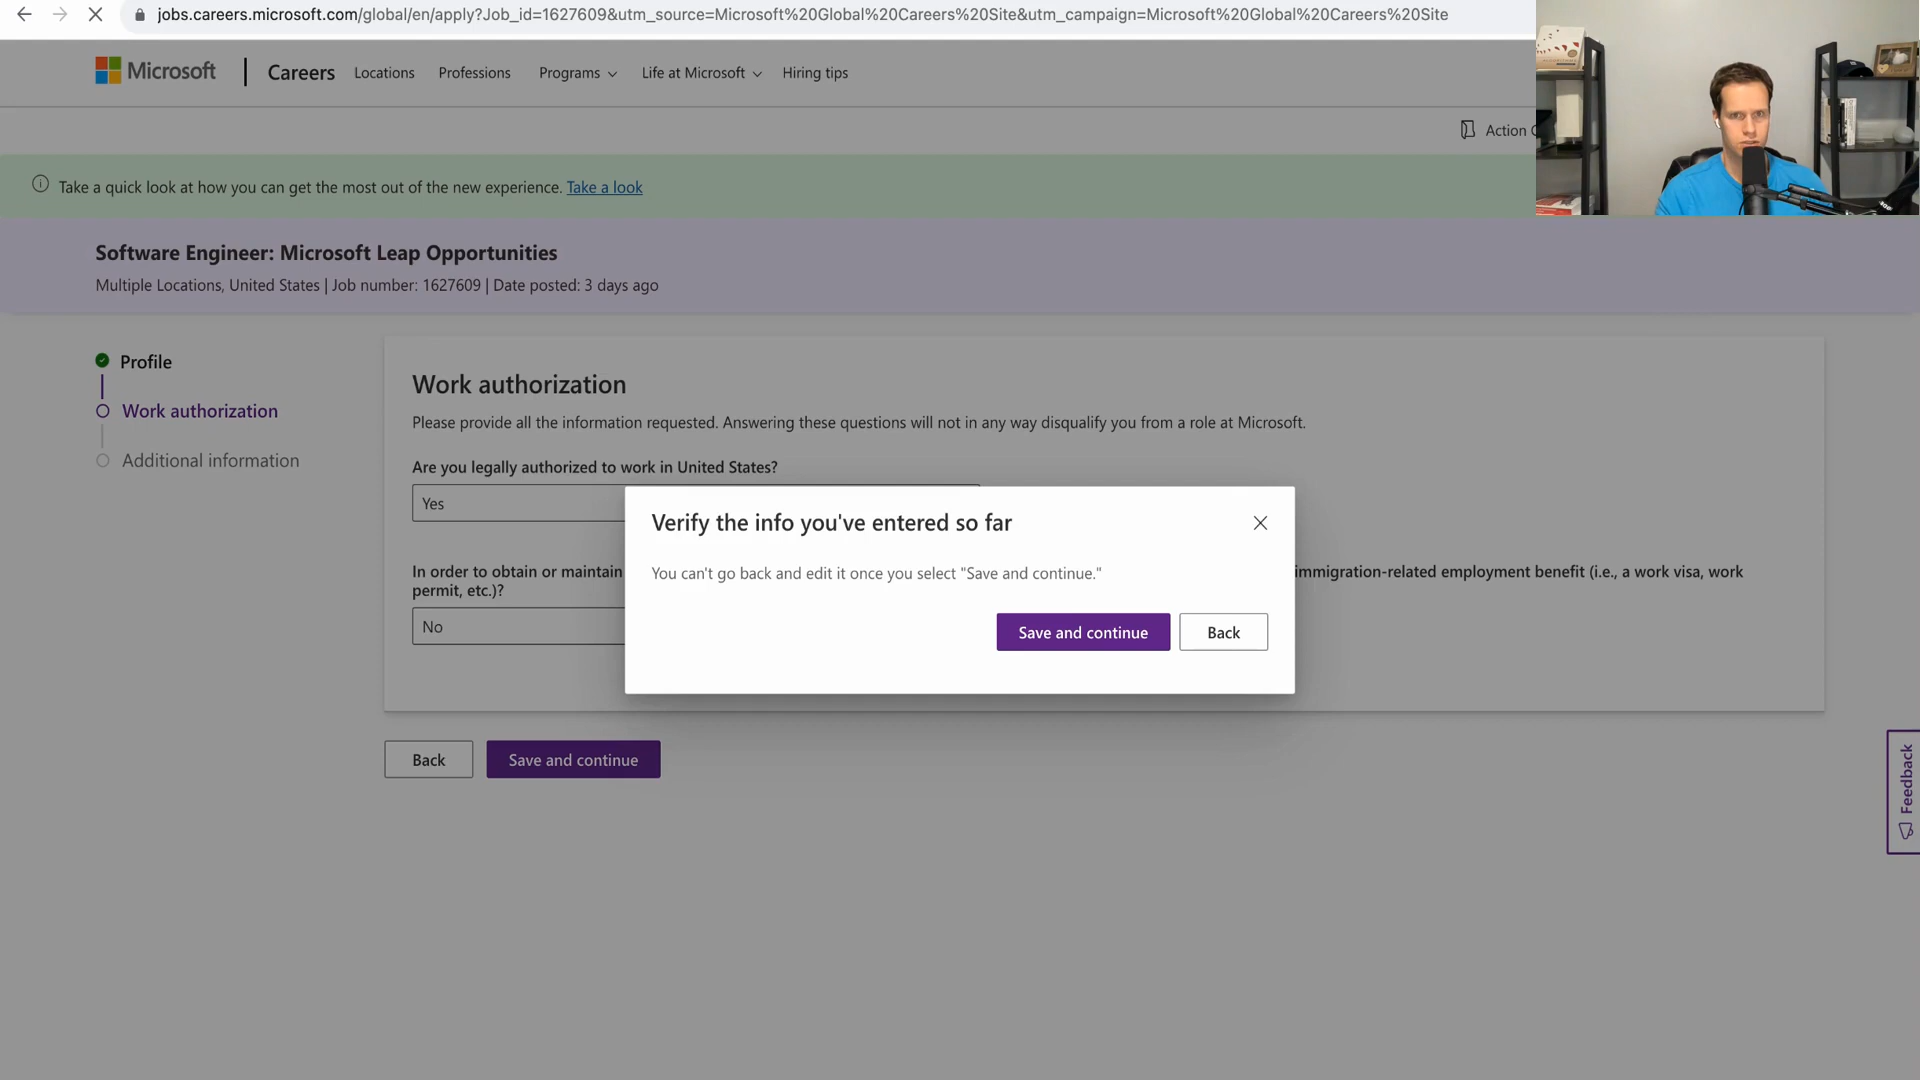 jobs.careers.microsoft.com/global/en/apply?Job_id=1627609&utm_source=Microsoft%20Global%20Careers%20Site&utm_campaign=Microsoft%20Global%20Careers%20Site
Microsoft | Careers Locations Professions Programs Life at Microsoft Hiring tips
Action C
Take a quick look at how you can get the most out of the new experience. Take a look
Software Engineer: Microsoft Leap Opportunities
Multiple Locations, United States | Job number: 1627609 | Date posted: 3 days ago
Profile
Work authorization
Additional information
Work authorization
Please provide all the information requested. Answering these questions will not in any way disqualify you from a role at Microsoft.
Are you legally authorized to work in United States?
Yes
In order to obtain or maintain
immigration-related employment benefit (i.e., a work visa, work
permit, etc.)?
No
Verify the info you've entered so far
You can't go back and edit it once you select "Save and continue."
Save and continue Back
Back Save and continue
Feedback